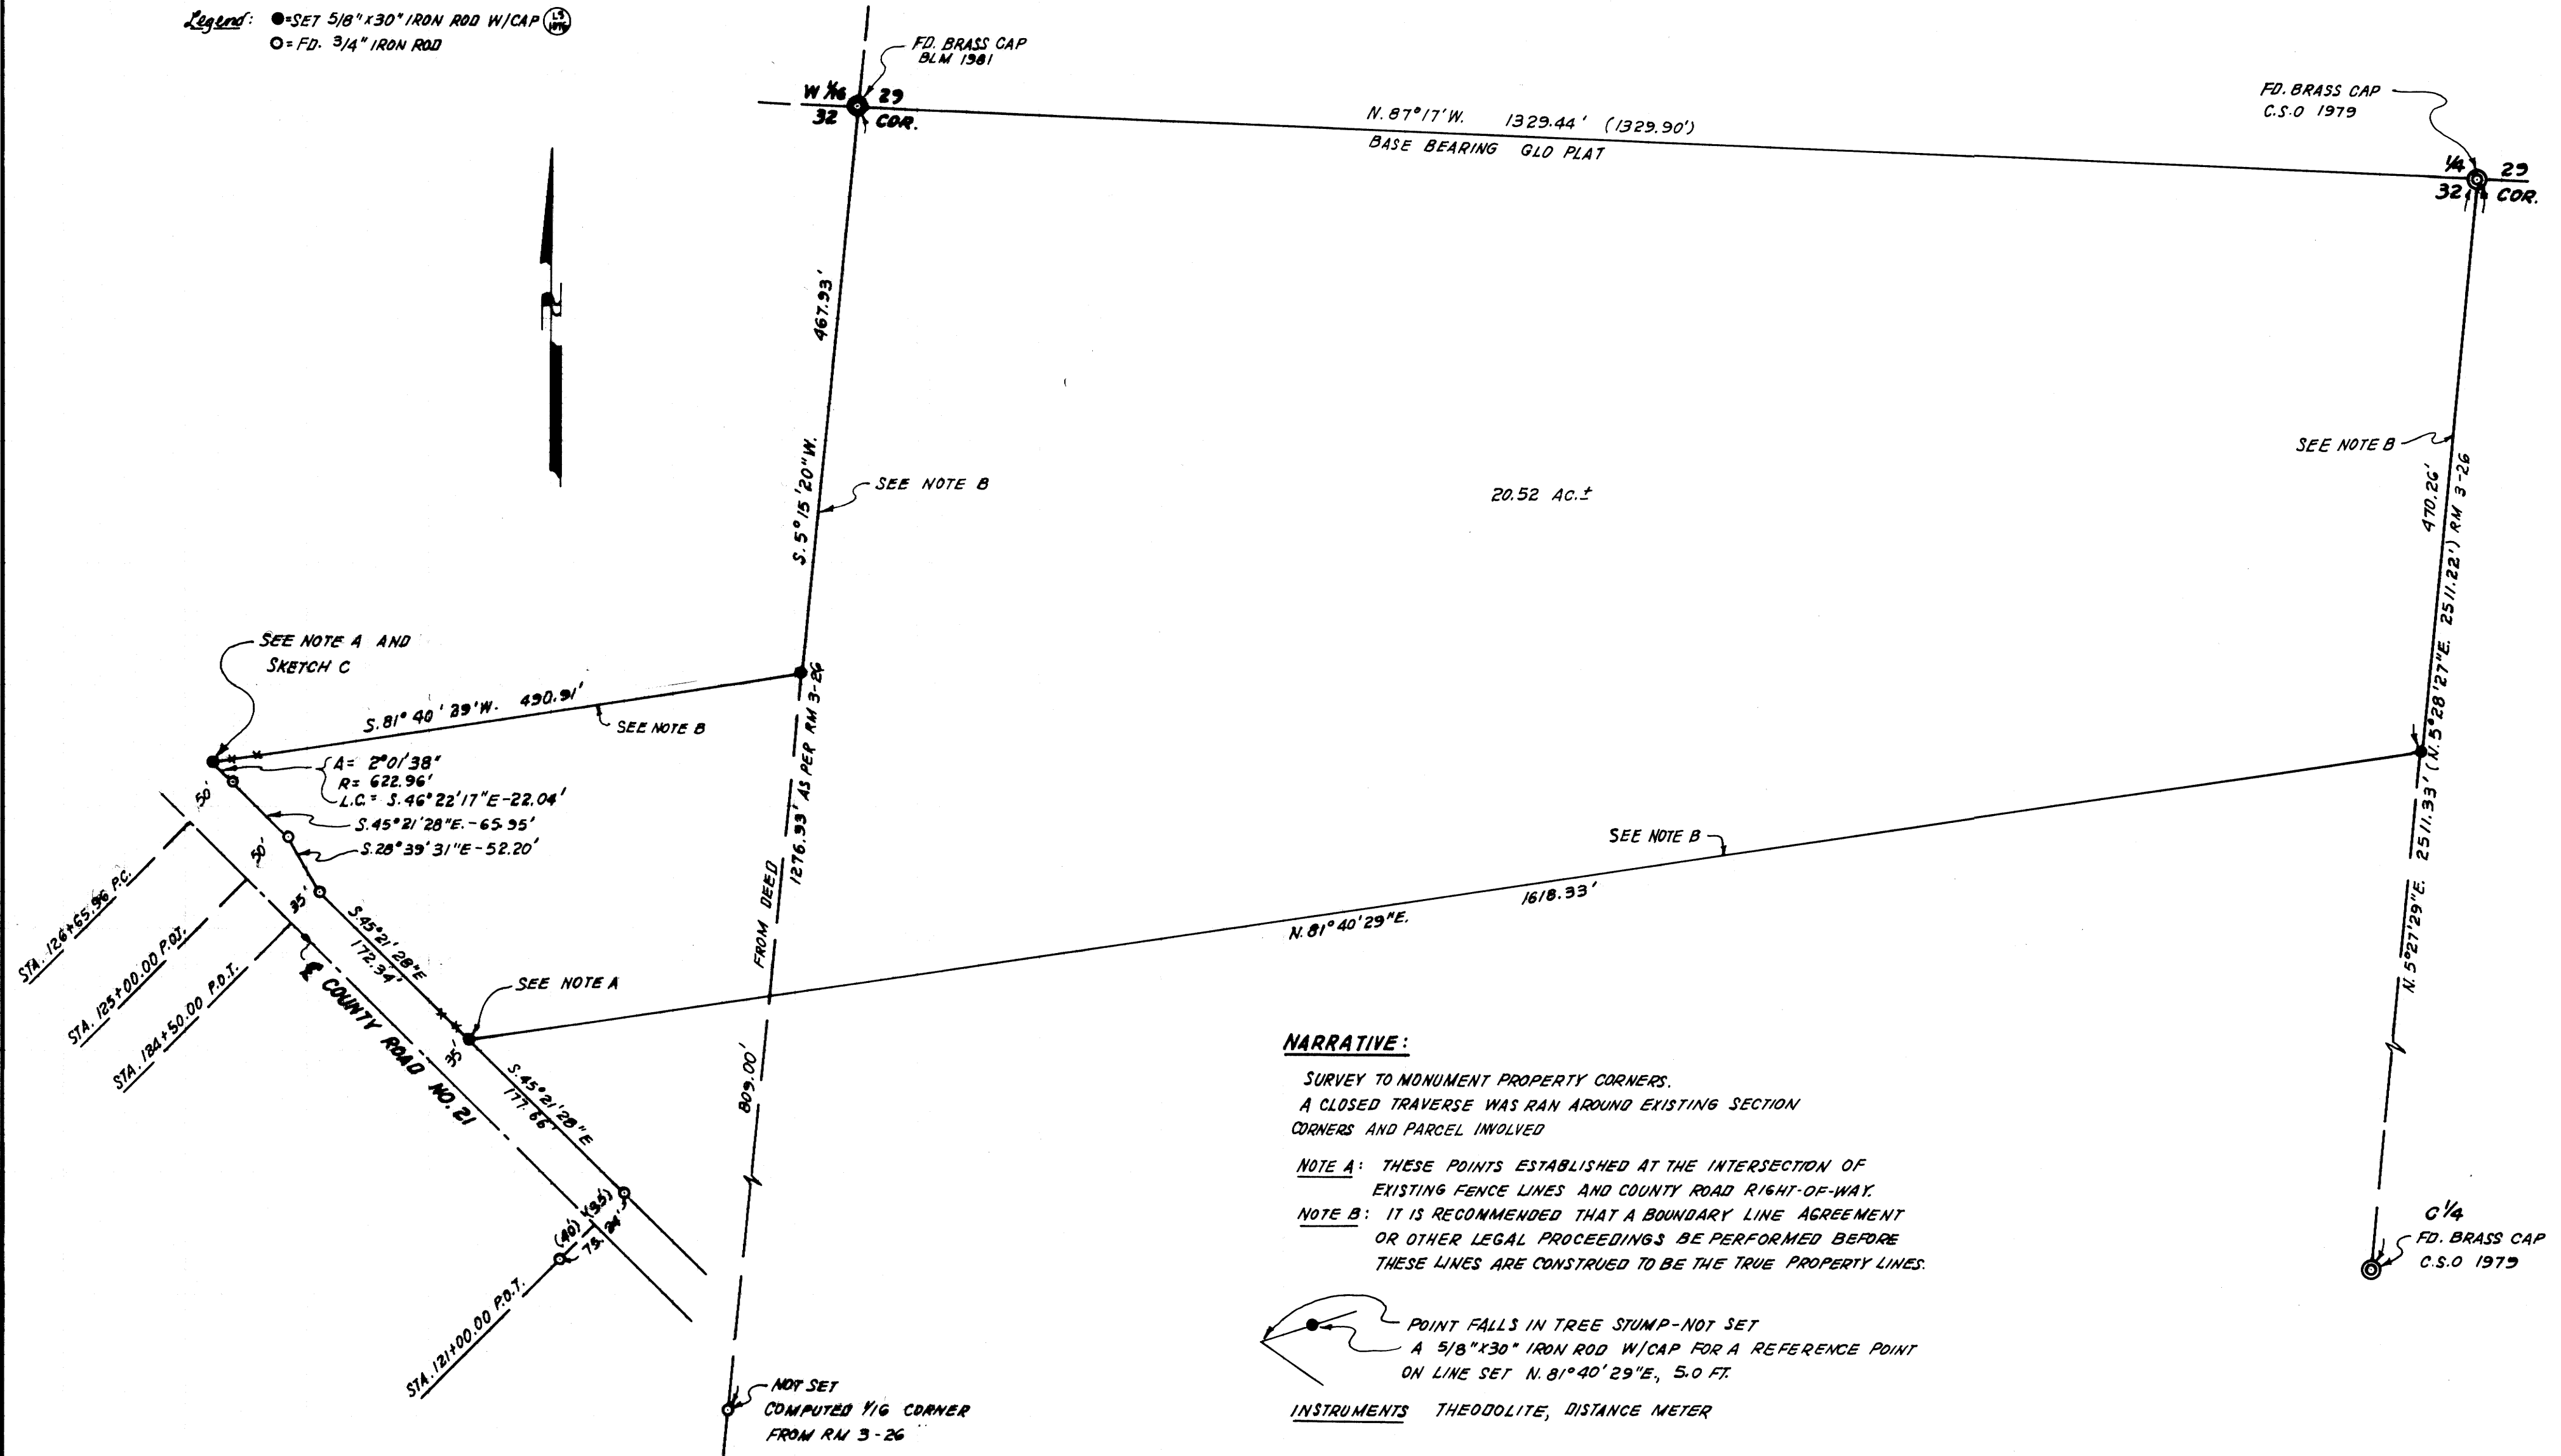 Legend: ●=SET 5/8"X30" IRON ROD W/CAP LS
O=FD. 3/4" IRON ROD
FD. BRASS CAP
BLM 1981
W 1/16 29
32 COR.
N. 87°17'W. 1329.44' (1329.90')
BASE BEARING GLO PLAT
FD. BRASS CAP
C.S.O 1979
1/4 29
32 COR.
467.93'
S. 5°15'20"W.
SEE NOTE B
20.52 AC.±
SEE NOTE B
470.26'
N. 5°27'29"E. 2511.33' (N. 5°28'27"E. 2511.22') RM 3-26
SEE NOTE A AND
SKETCH C
S. 81°40'29'W. 490.91'
SEE NOTE B
A= 2°01'38"
R= 622.96'
L.C.= S. 46°22'17"E-22.04'
S. 45°21'28"E.-65.95'
S. 28°39'31"E-52.20'
50'
50'
35'
STA. 126+65.96 P.C.
STA. 125+00.00 P.O.T.
STA. 124+50.00 P.O.T.
S. 45°21'28"E
172.34'
℄ COUNTY ROAD NO. 21
SEE NOTE A
35'
S. 45°21'28"E
177.66'
(40') (35')
75.24'
STA. 121+00.00 P.O.T.
FROM DEED
1276.93' AS PER RM 3-26
809.00'
SEE NOTE B
N. 81°40'29"E. 1618.33'
NOT SET
COMPUTED 1/16 CORNER
FROM RM 3-26
NARRATIVE:
SURVEY TO MONUMENT PROPERTY CORNERS.
A CLOSED TRAVERSE WAS RAN AROUND EXISTING SECTION
CORNERS AND PARCEL INVOLVED
NOTE A: THESE POINTS ESTABLISHED AT THE INTERSECTION OF
EXISTING FENCE LINES AND COUNTY ROAD RIGHT-OF-WAY.
NOTE B: IT IS RECOMMENDED THAT A BOUNDARY LINE AGREEMENT
OR OTHER LEGAL PROCEEDINGS BE PERFORMED BEFORE
THESE LINES ARE CONSTRUED TO BE THE TRUE PROPERTY LINES.
POINT FALLS IN TREE STUMP-NOT SET
A 5/8"X30" IRON ROD W/CAP FOR A REFERENCE POINT
ON LINE SET N. 81°40'29"E., 5.0 FT.
INSTRUMENTS THEODOLITE, DISTANCE METER
C 1/4
FD. BRASS CAP
C.S.O 1979